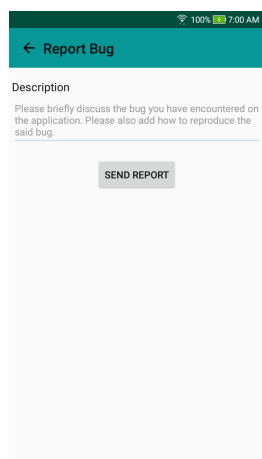 100% 7:00 AM
Report Bug
Description
Please briefly discuss the bug you have encountered on
the application. Please also add how to reproduce the
said bug.
SEND REPORT